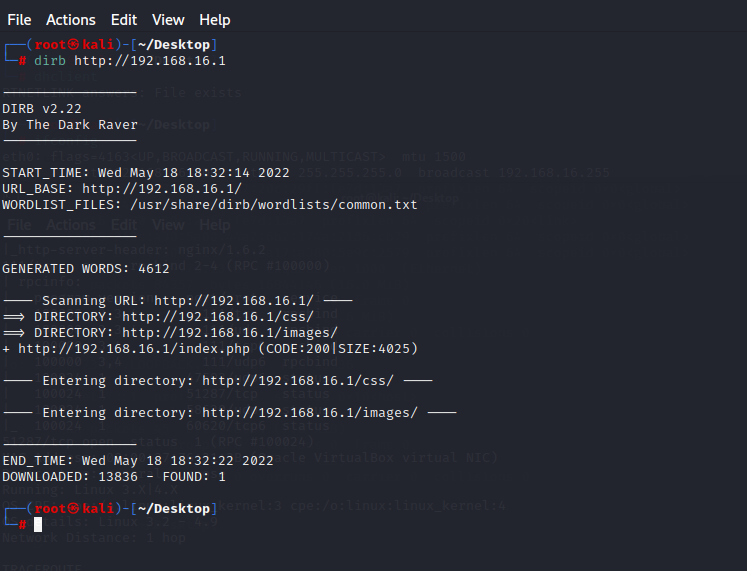 File Actions Edit View Help
┌──(root㉿kali)-[~/Desktop]
└─# dirb http://192.168.16.1
-----------------
DIRB v2.22
By The Dark Raver
-----------------
START_TIME: Wed May 18 18:32:14 2022
URL_BASE: http://192.168.16.1/
WORDLIST_FILES: /usr/share/dirb/wordlists/common.txt
-----------------
GENERATED WORDS: 4612
---- Scanning URL: http://192.168.16.1/ ----
==> DIRECTORY: http://192.168.16.1/css/
==> DIRECTORY: http://192.168.16.1/images/
+ http://192.168.16.1/index.php (CODE:200|SIZE:4025)
---- Entering directory: http://192.168.16.1/css/ ----
---- Entering directory: http://192.168.16.1/images/ ----
-----------------
END_TIME: Wed May 18 18:32:22 2022
DOWNLOADED: 13836 - FOUND: 1
┌──(root㉿kali)-[~/Desktop]
└─#